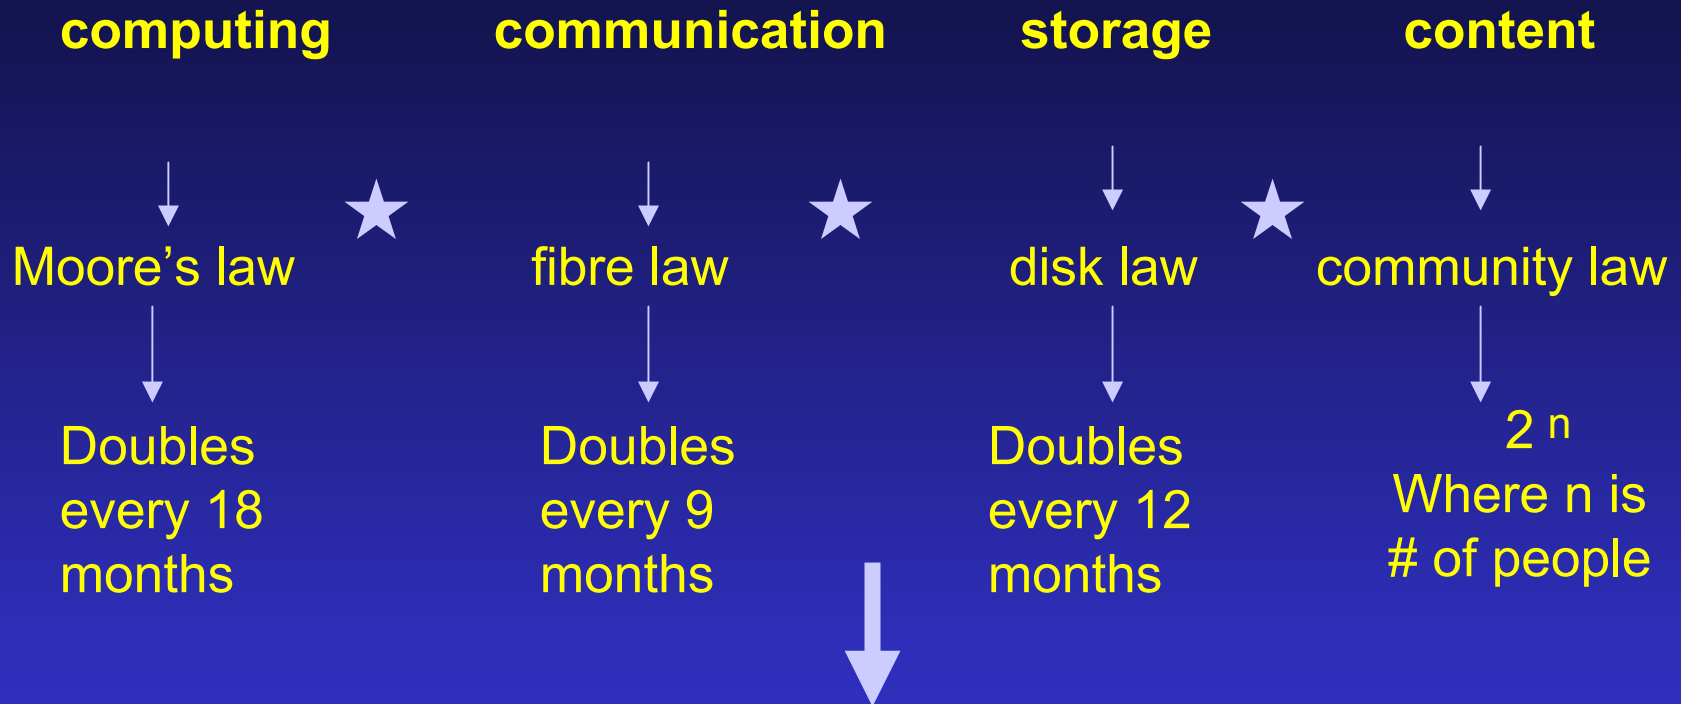 computing communication storage content
Moore’s law fibre law disk law community law
Doubles
every 18
months
Doubles
every 9
months
Doubles
every 12
months
2 n
Where n is
# of people